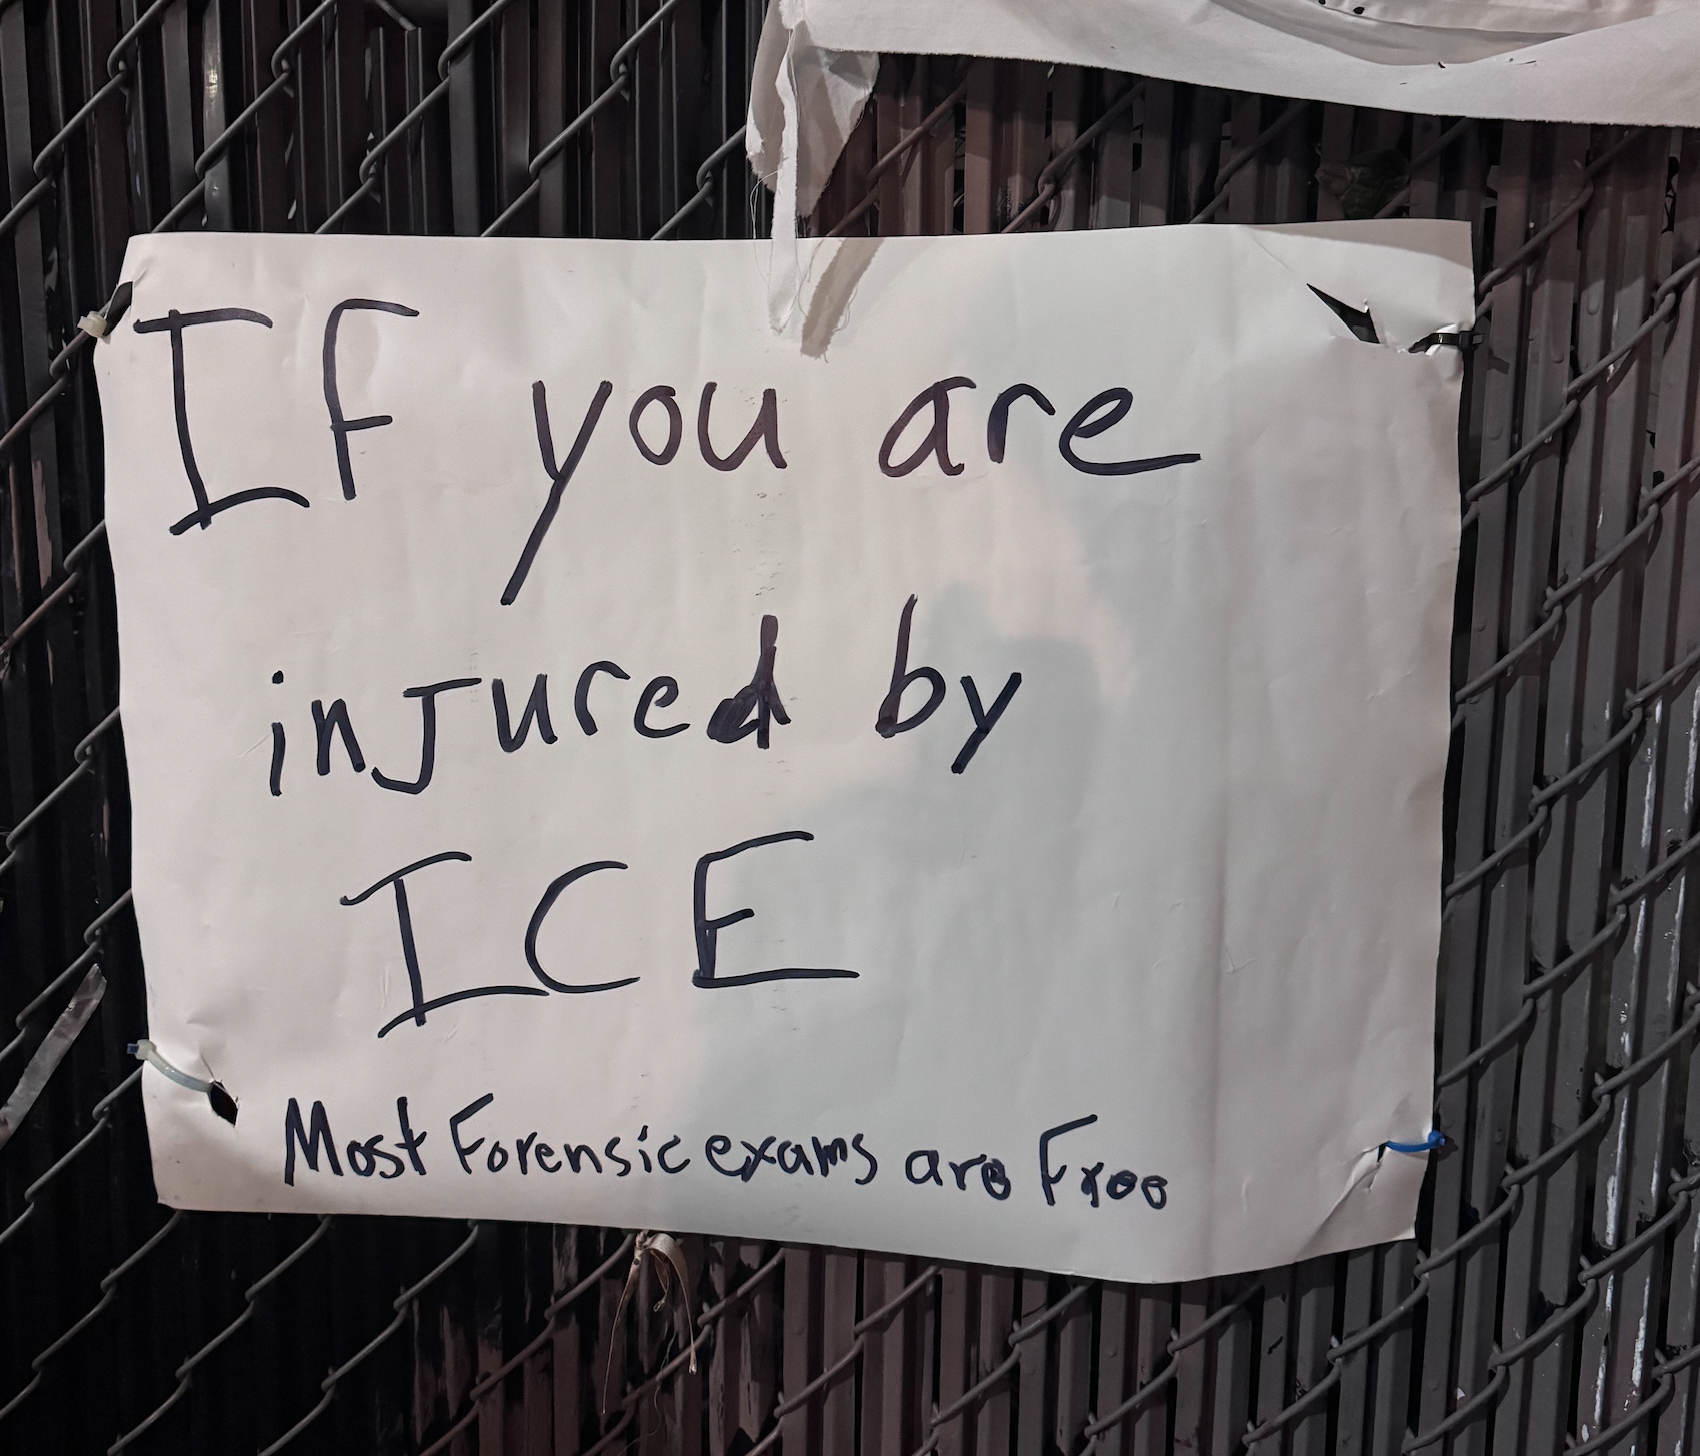 If you are
injured by
ICE
Most Forensic exams are Free